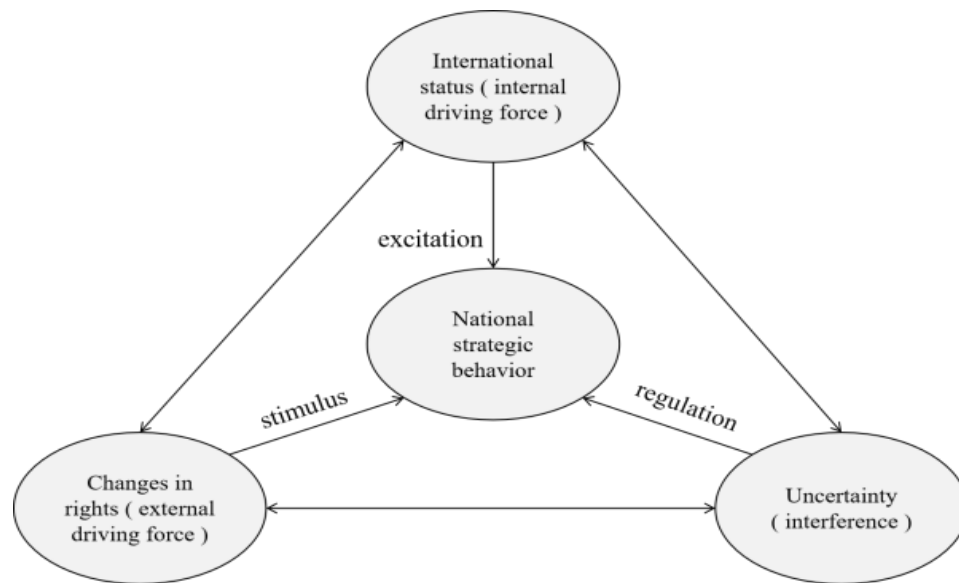 International
status ( internal
driving force )
excitation
National
strategic
behavior
stimulus
regulation
Changes in
rights ( external
driving force )
Uncertainty
( interference )